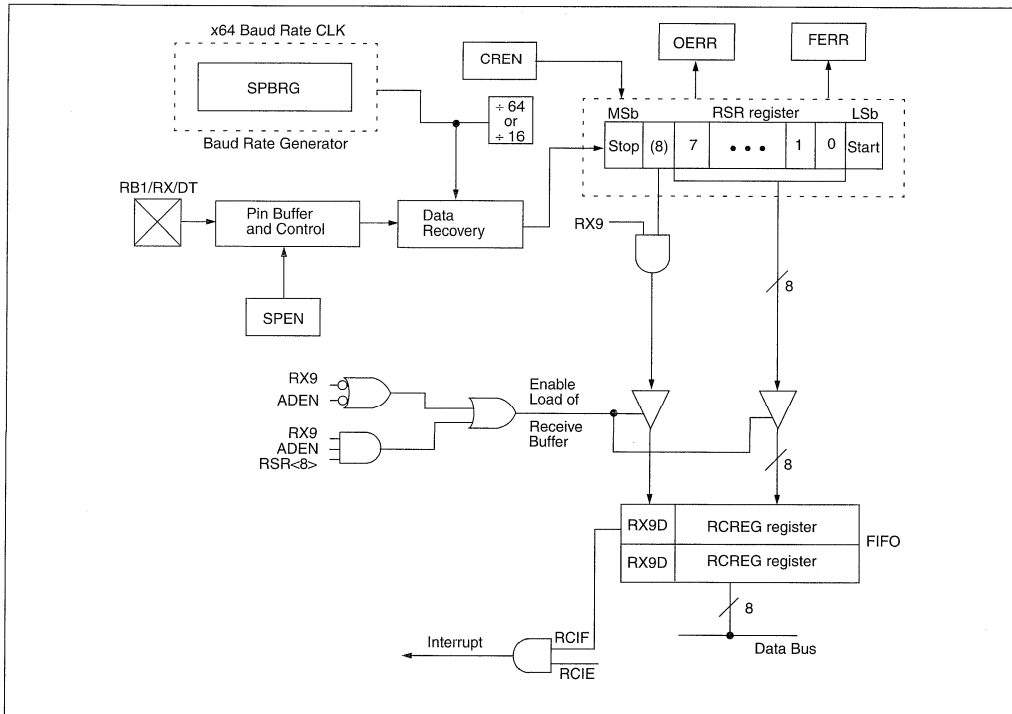 x64 Baud Rate CLK
SPBRG
Baud Rate Generator
CREN
OERR
FERR
÷ 64
or
÷ 16
MSb
RSR register
LSb
Stop
(8)
7
• • •
1
0
Start
RB1/RX/DT
Pin Buffer
and Control
Data
Recovery
RX9
SPEN
8
RX9
ADEN
RX9
ADEN
RSR<8>
Enable
Load of
Receive
Buffer
8
RX9D
RCREG register
RX9D
RCREG register
FIFO
8
Data Bus
Interrupt
RCIF
RCIE